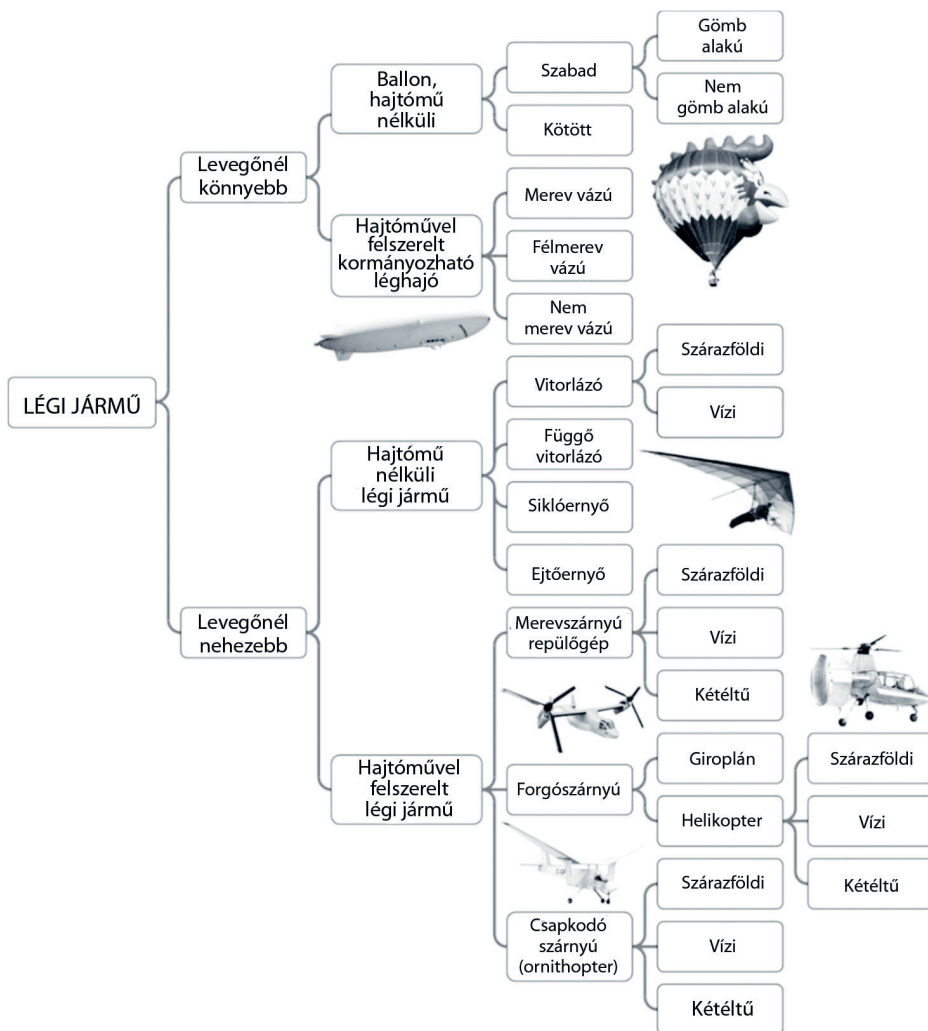 LÉGI JÁRMŰ
Levegőnél
könnyebb
Ballon,
hajtómű
nélküli
Szabad
Gömb
alakú
Nem
gömb alakú
Kötött
Hajtóművel
felszerelt
kormányozható
léghajó
Merev vázú
Félmerev
vázú
Nem
merev vázú
Levegőnél
nehezebb
Hajtómű
nélküli
légi jármű
Vitorlázó
Szárazföldi
Vízi
Függő
vitorlázó
Siklóernyő
Ejtőernyő
Hajtóművel
felszerelt
légi jármű
Merevszárnyú
repülőgép
Szárazföldi
Vízi
Kétéltű
Forgószárnyú
Giroplán
Helikopter
Szárazföldi
Vízi
Kétéltű
Csapkodó
szárnyú
(ornithopter)
Szárazföldi
Vízi
Kétéltű